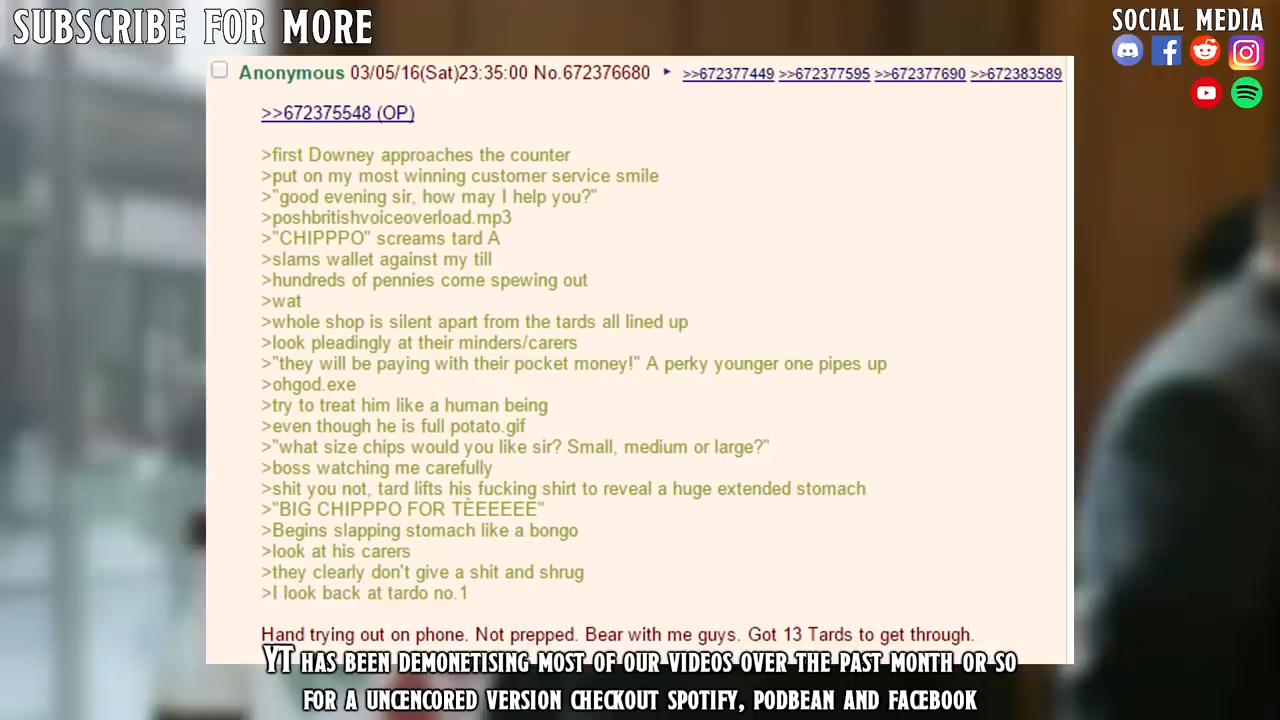 SUBSCRIBE FOR MORE
SOCIAL MEDIA
Anonymous 03/05/16(Sat)23:35:00 No.672376680 ▸ >>672377449 >>672377595 >>672377690 >>672383589
>>672375548 (OP)
>first Downey approaches the counter
>put on my most winning customer service smile
>"good evening sir, how may I help you?"
>poshbritishvoiceoverload.mp3
>"CHIPPPO" screams tard A
>slams wallet against my till
>hundreds of pennies come spewing out
>wat
>whole shop is silent apart from the tards all lined up
>look pleadingly at their minders/carers
>"they will be paying with their pocket money!" A perky younger one pipes up
>ohgod.exe
>try to treat him like a human being
>even though he is full potato.gif
>"what size chips would you like sir? Small, medium or large?"
>boss watching me carefully
>shit you not, tard lifts his fucking shirt to reveal a huge extended stomach
>"BIG CHIPPPO FOR TÈEEEEE"
>Begins slapping stomach like a bongo
>look at his carers
>they clearly don't give a shit and shrug
>I look back at tardo no.1
Hand trying out on phone. Not prepped. Bear with me guys. Got 13 Tards to get through.
YT HAS BEEN DEMONETISING MOST OF OUR VIDEOS OVER THE PAST MONTH OR SO
FOR A UNCENCORED VERSION CHECKOUT SPOTIFY, PODBEAN AND FACEBOOK